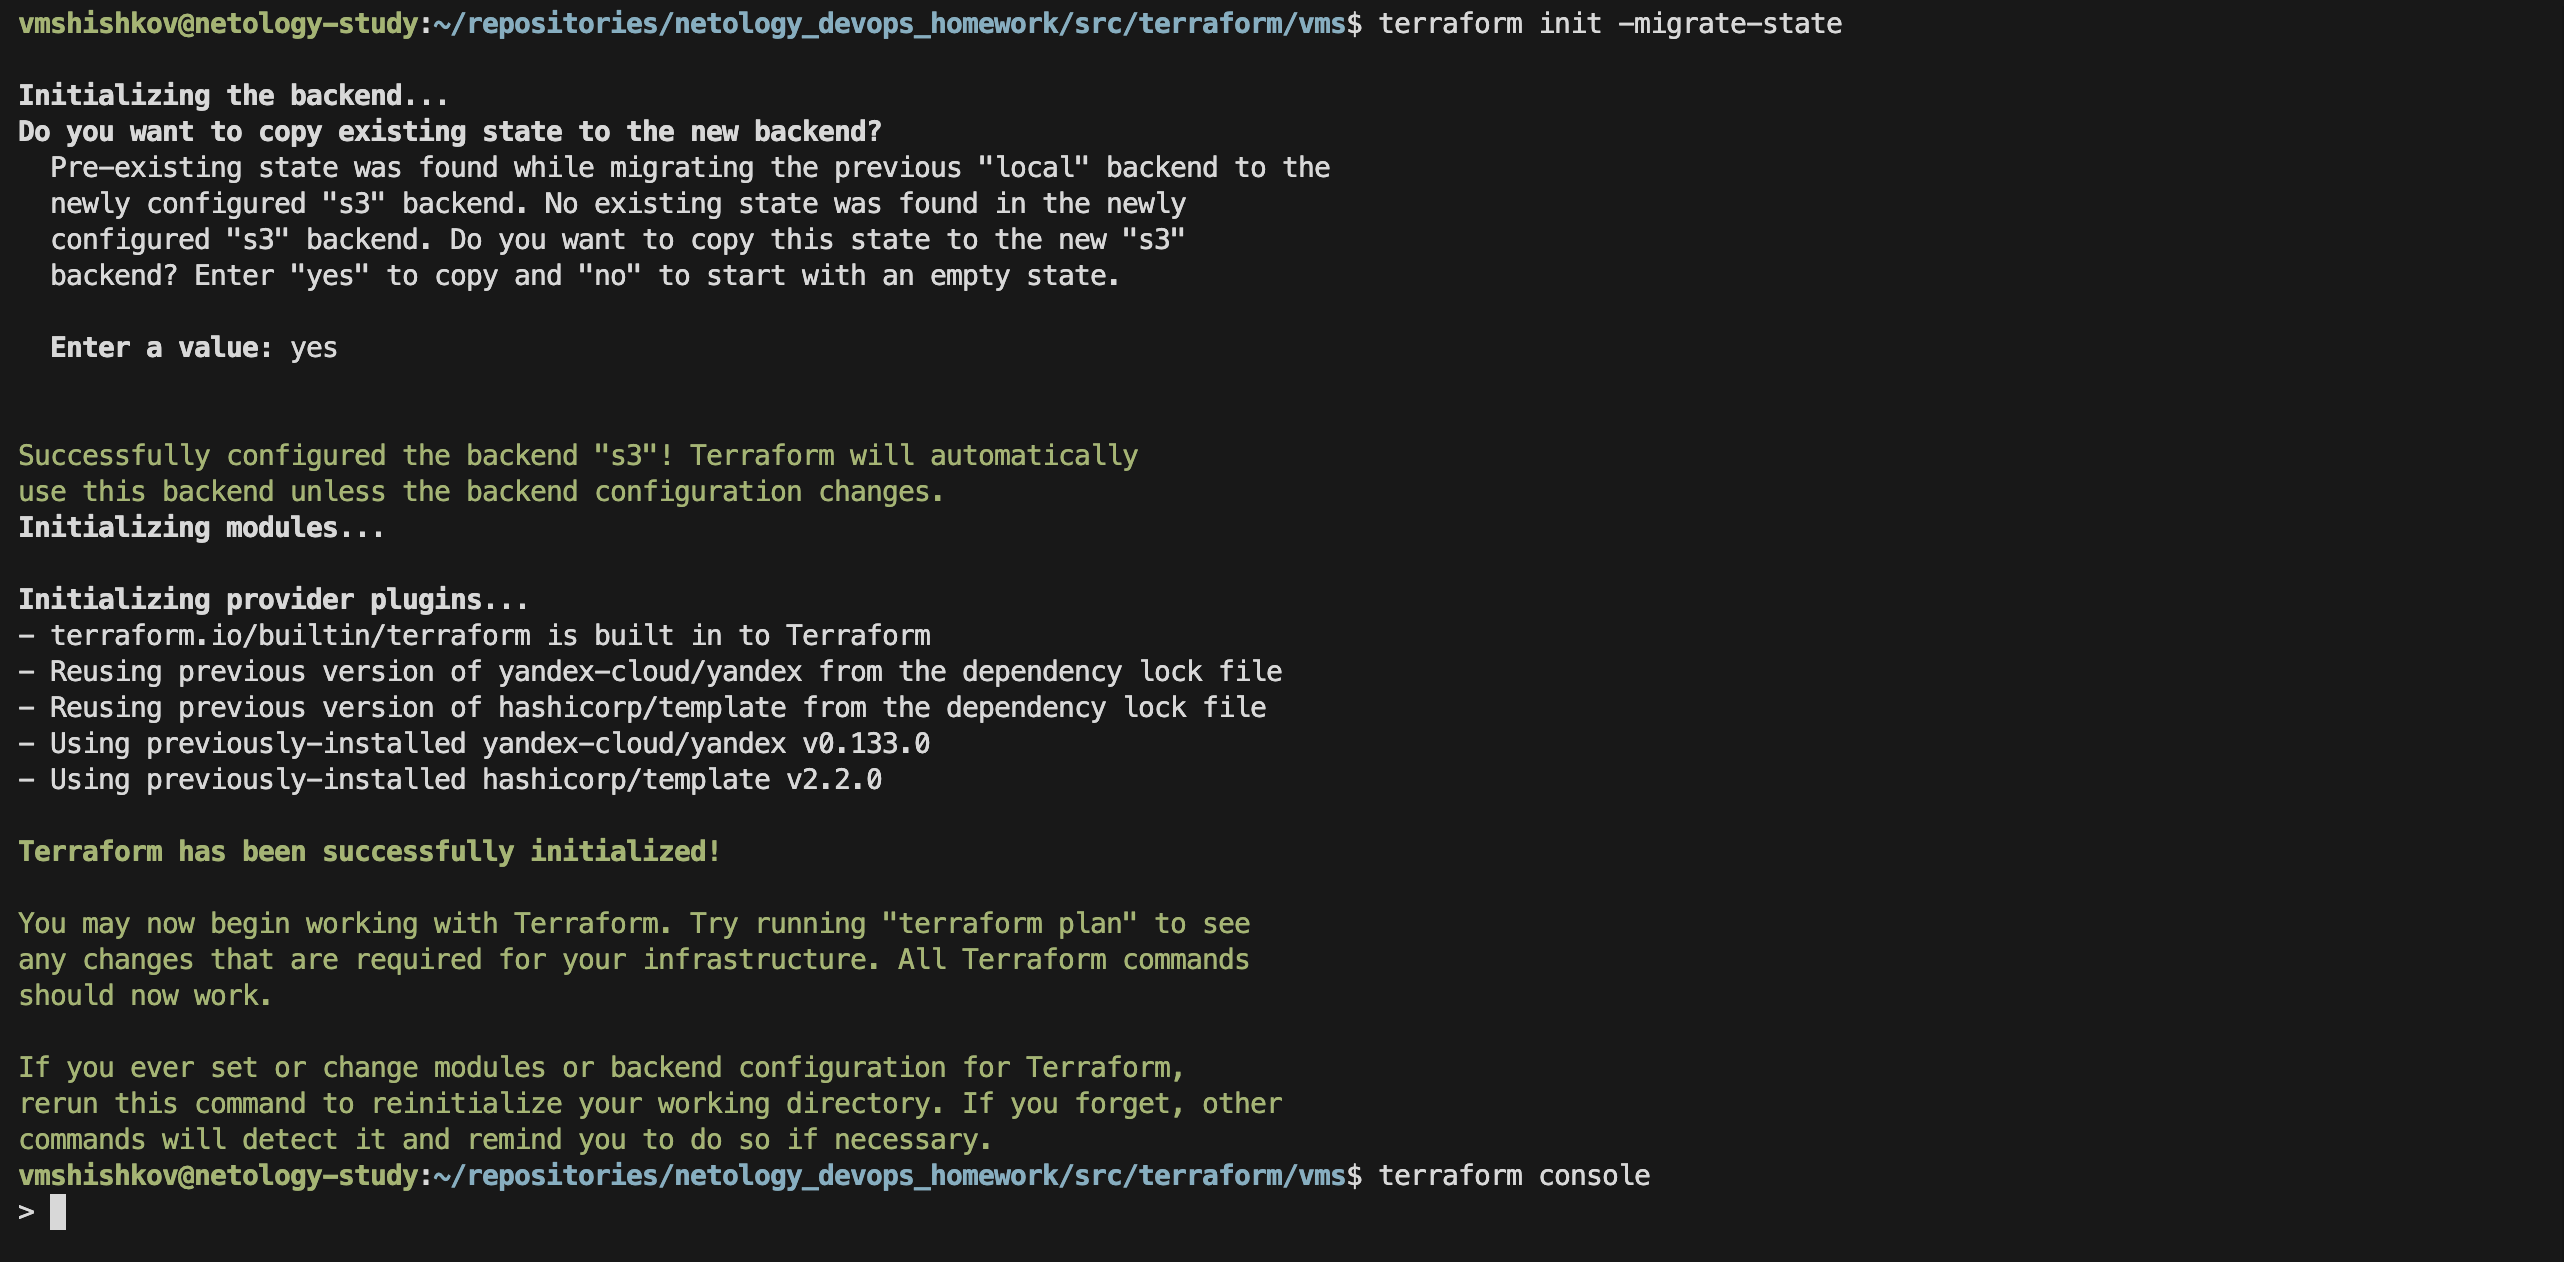 vmshishkov@netology-study:~/repositories/netology_devops_homework/src/terraform/vms$ terraform init -migrate-state
Initializing the backend...
Do you want to copy existing state to the new backend?
Pre-existing state was found while migrating the previous "local" backend to the
newly configured "s3" backend. No existing state was found in the newly
configured "s3" backend. Do you want to copy this state to the new "s3"
backend? Enter "yes" to copy and "no" to start with an empty state.
Enter a value: yes
Successfully configured the backend "s3"! Terraform will automatically
use this backend unless the backend configuration changes.
Initializing modules...
Initializing provider plugins...
- terraform.io/builtin/terraform is built in to Terraform
- Reusing previous version of yandex-cloud/yandex from the dependency lock file
- Reusing previous version of hashicorp/template from the dependency lock file
- Using previously-installed yandex-cloud/yandex v0.133.0
- Using previously-installed hashicorp/template v2.2.0
Terraform has been successfully initialized!
You may now begin working with Terraform. Try running "terraform plan" to see
any changes that are required for your infrastructure. All Terraform commands
should now work.
If you ever set or change modules or backend configuration for Terraform,
rerun this command to reinitialize your working directory. If you forget, other
commands will detect it and remind you to do so if necessary.
vmshishkov@netology-study:~/repositories/netology_devops_homework/src/terraform/vms$ terraform console
>